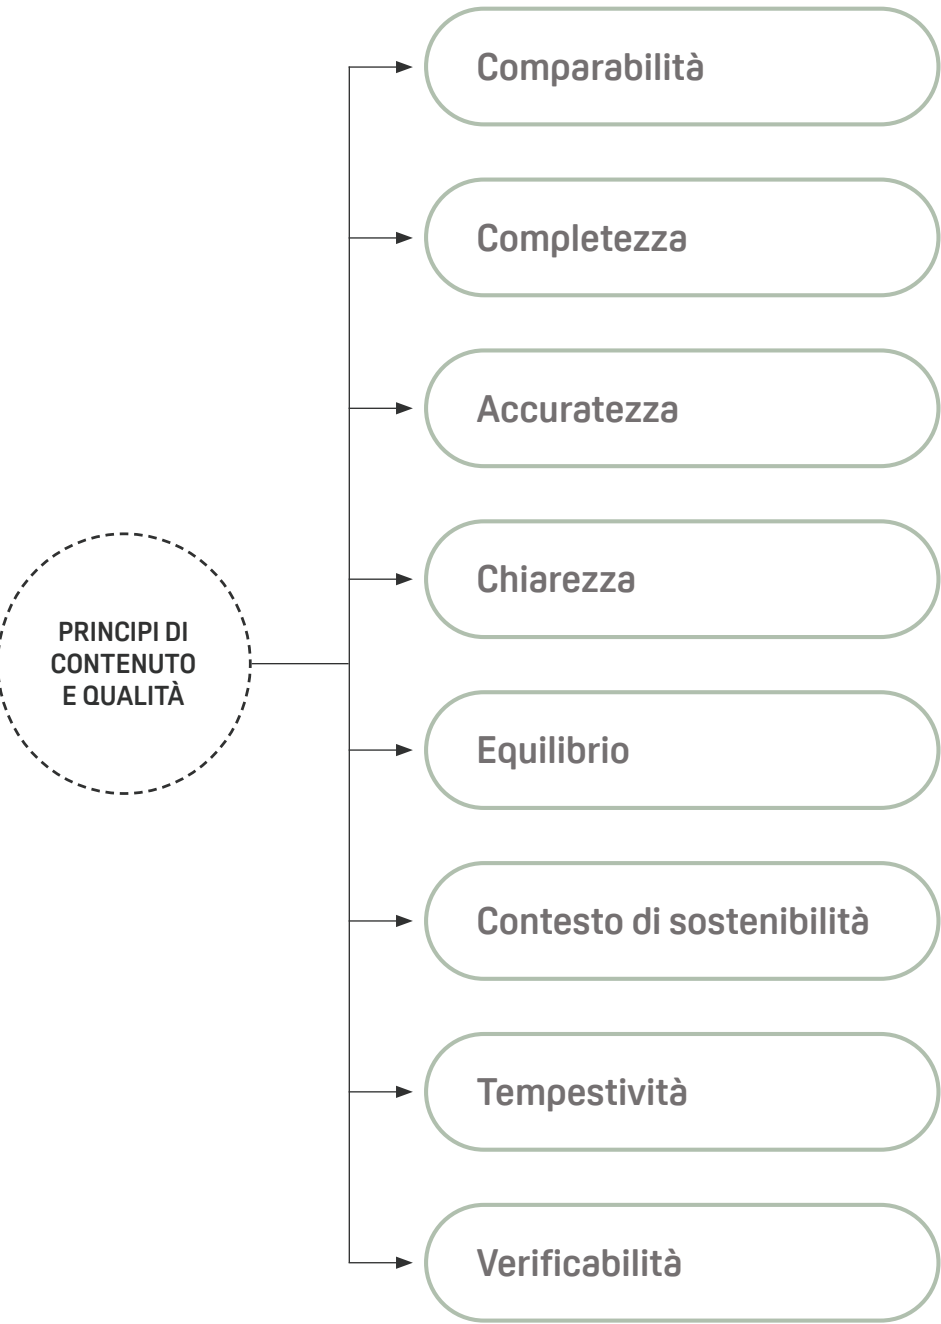 Comparabilità
Completezza
Accuratezza
Chiarezza
PRINCIPI DI
CONTENUTO
E QUALITÀ
Equilibrio
Contesto di sostenibilità
Tempestività
Verificabilità